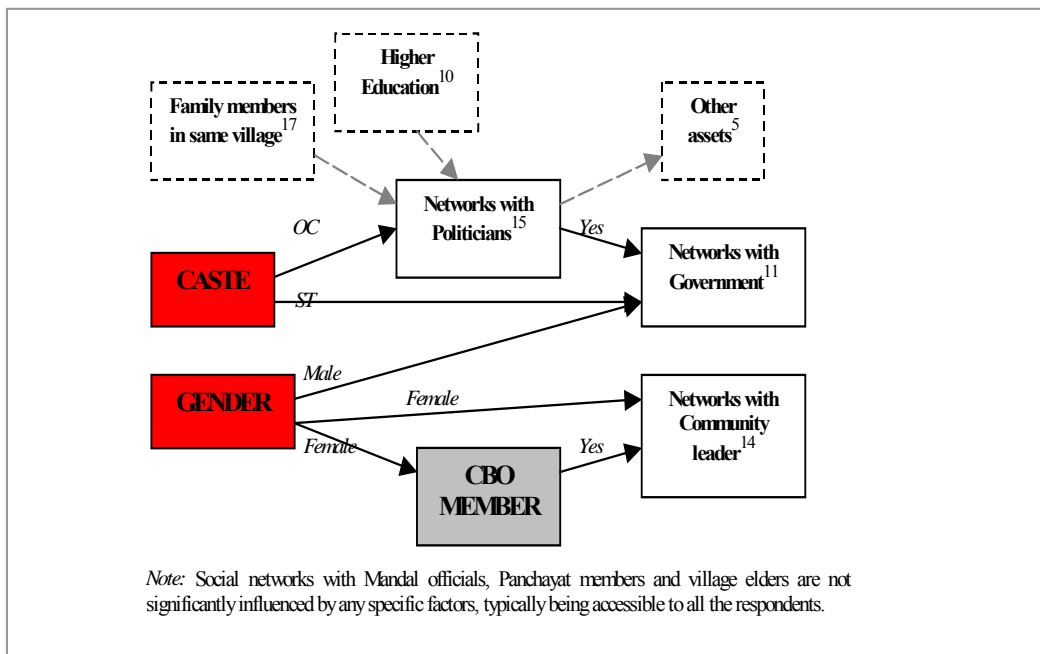 Higher
Education10
Family members
in same village17
Other
assets5
Networks with
Politicians15
OC
Yes
Networks with
Government11
CASTE
ST
Male
GENDER
Female
Networks with
Community
leader14
Female
Yes
CBO
MEMBER
Note: Social networks with Mandal officials, Panchayat members and village elders are not
significantly influenced by any specific factors, typically being accessible to all the respondents.